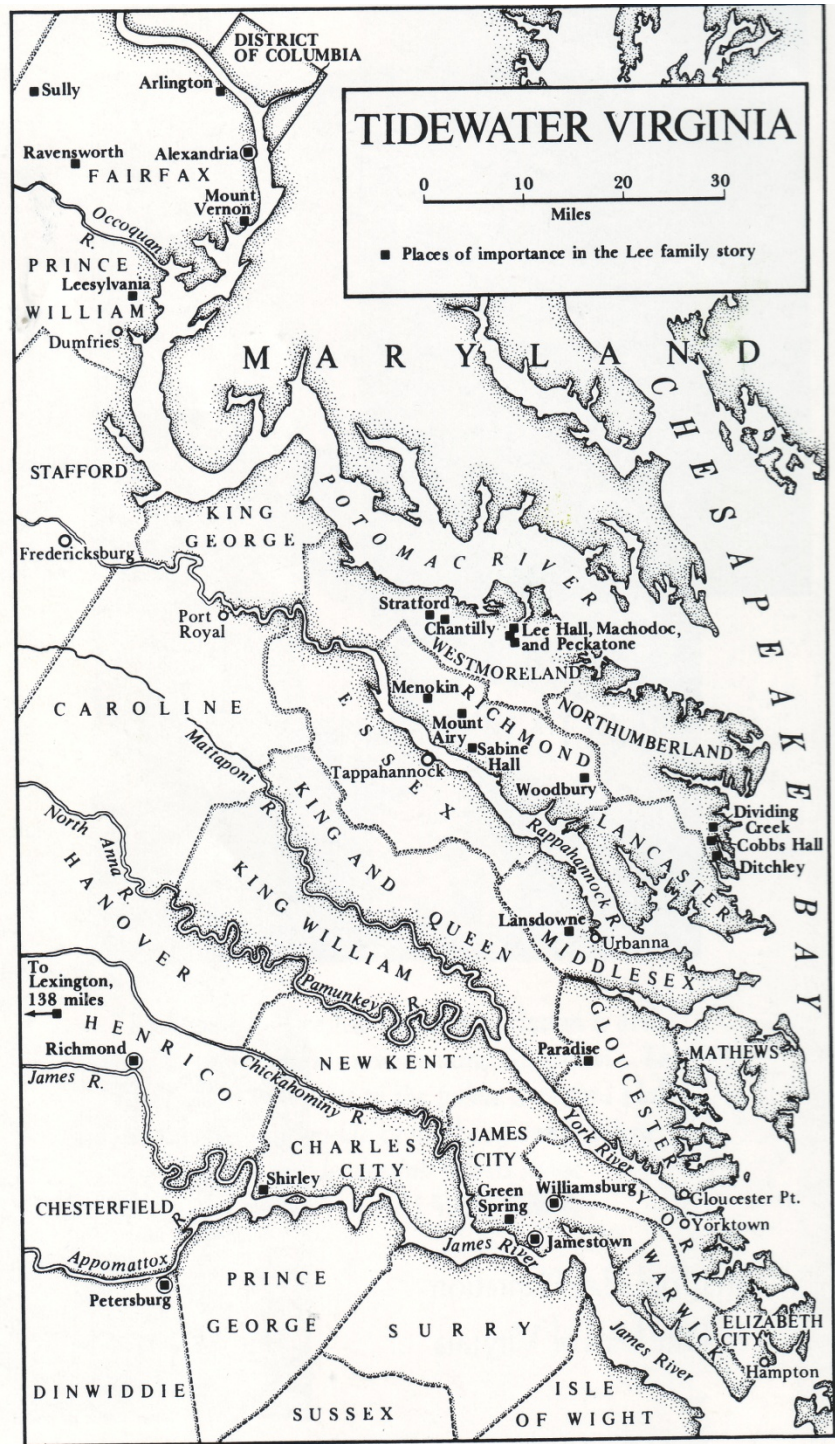 DISTRICT
OF COLUMBIA
Sully
Arlington
TIDEWATER VIRGINIA
0 10 20 30
Miles
Places of importance in the Lee family story
Ravensworth
Alexandria
FAIRFAX
Mount
Vernon
Occoquan
R.
PRINCE
WILLIAM
Leesylvania
Dumfries
MARYLAND
CHESAPEAKE BAY
STAFFORD
KING
GEORGE
POTOMAC RIVER
Fredericksburg
Port
Royal
Stratford
Chantilly
Lee Hall, Machodoc,
and Peckatone
WESTMORELAND
CAROLINE
ESSEX
Menokin
RICHMOND
Mount
Airy
Sabine
Hall
NORTHUMBERLAND
Mattaponi R.
Tappahannock
Woodbury
North Anna R.
KING AND QUEEN
Rappahannock R.
LANCASTER
Dividing
Creek
Cobbs Hall
Ditchley
HANOVER
KING WILLIAM
Lansdowne
Urbanna
MIDDLESEX
To
Lexington,
138 miles
Pamunkey R.
HENRICO
Richmond
James R.
NEW KENT
Paradise
GLOUCESTER
MATHEWS
Chickahominy R.
York River
CHARLES
CITY
JAMES
CITY
Shirley
Green
Spring
Williamsburg
YORK
Gloucester Pt.
Yorktown
CHESTERFIELD
Appomattox R.
James River
Jamestown
Petersburg
PRINCE
GEORGE
SURRY
WARWICK
ELIZABETH
CITY
James River
Hampton
DINWIDDIE
SUSSEX
ISLE
OF WIGHT